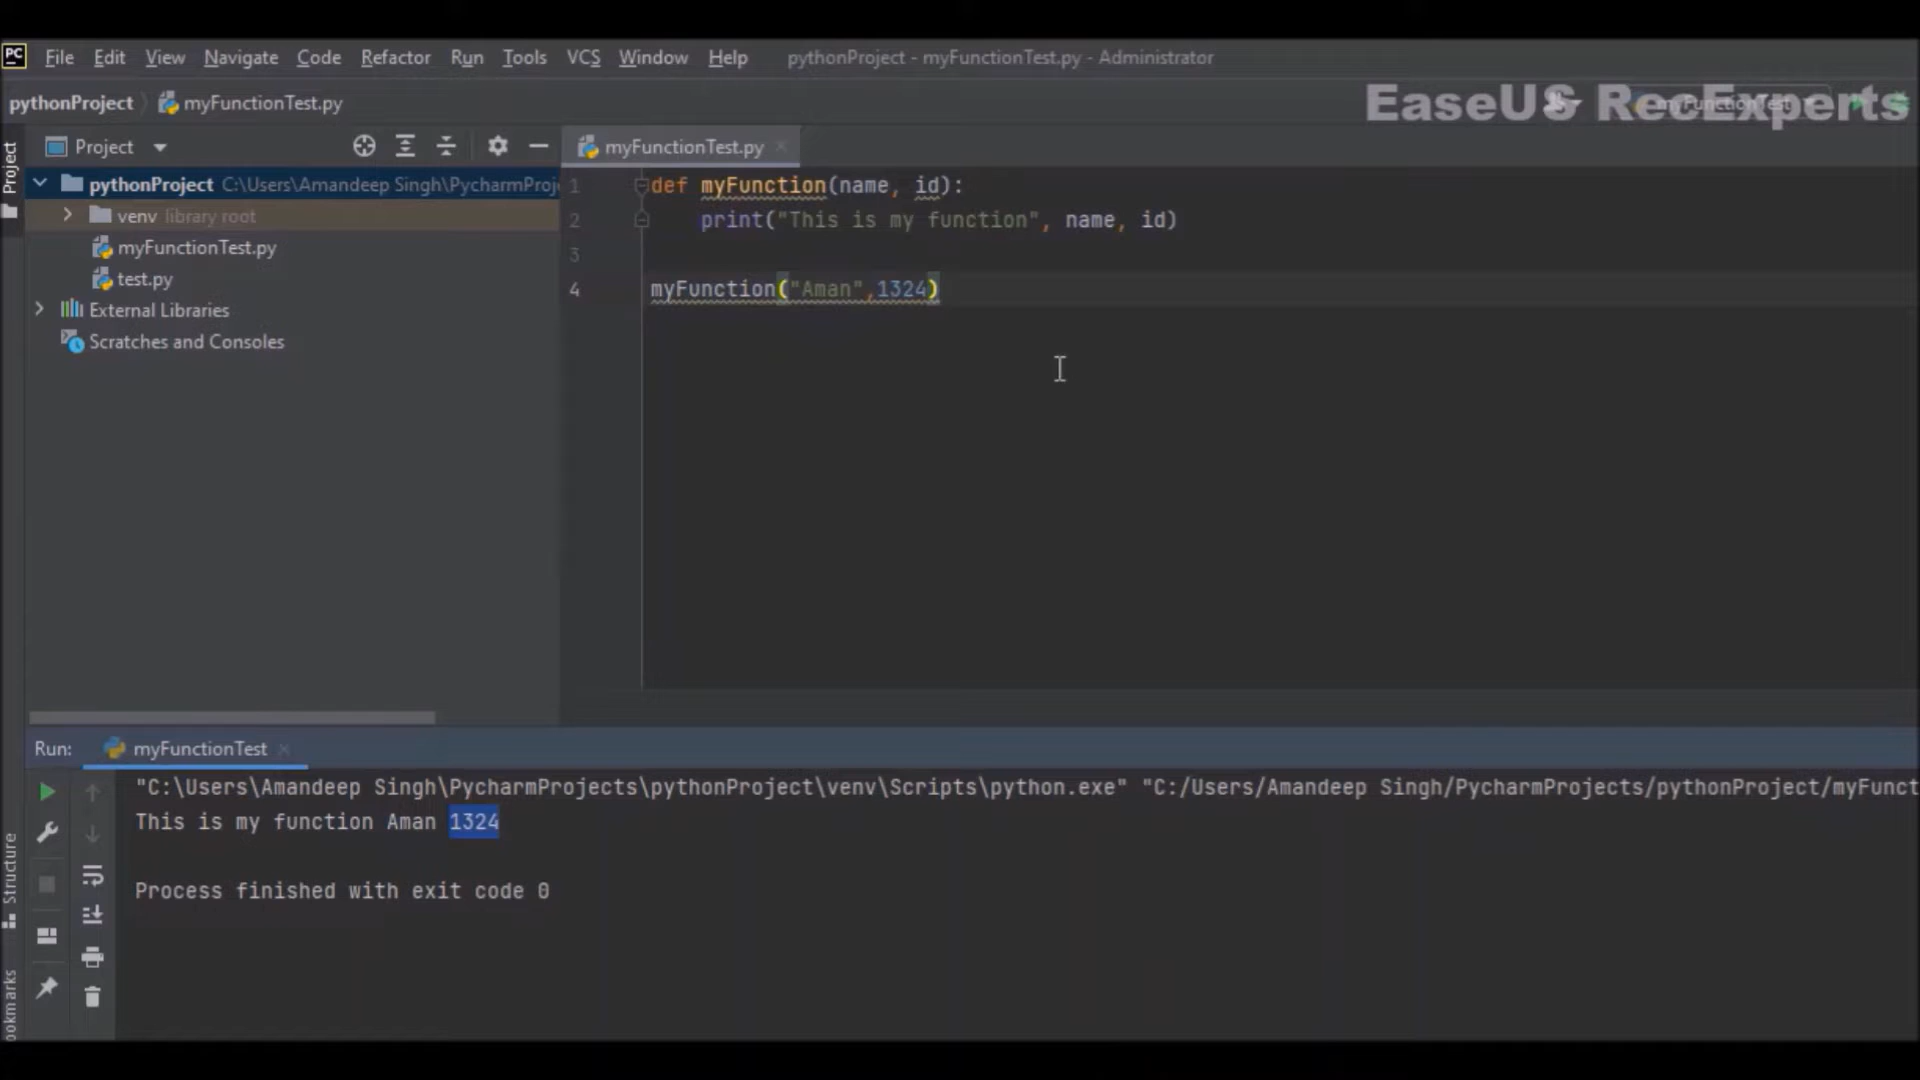 PC File Edit View Navigate Code Refactor Run Tools VCS Window Help pythonProject - myFunctionTest.py - Administrator
pythonProject myFunctionTest.py
EaseUS RecExperts
myFunctionTest
Project
Project
myFunctionTest.py
pythonProject C:\Users\Amandeep Singh\PycharmProj
venv library root
myFunctionTest.py
test.py
External Libraries
Scratches and Consoles
1 def myFunction(name, id):
2 print("This is my function", name, id)
3
4 myFunction("Aman",1324)
Run: myFunctionTest
"C:\Users\Amandeep Singh\PycharmProjects\pythonProject\venv\Scripts\python.exe" "C:/Users/Amandeep Singh/PycharmProjects/pythonProject/myFunct
This is my function Aman 1324
Process finished with exit code 0
Structure
ookmarks